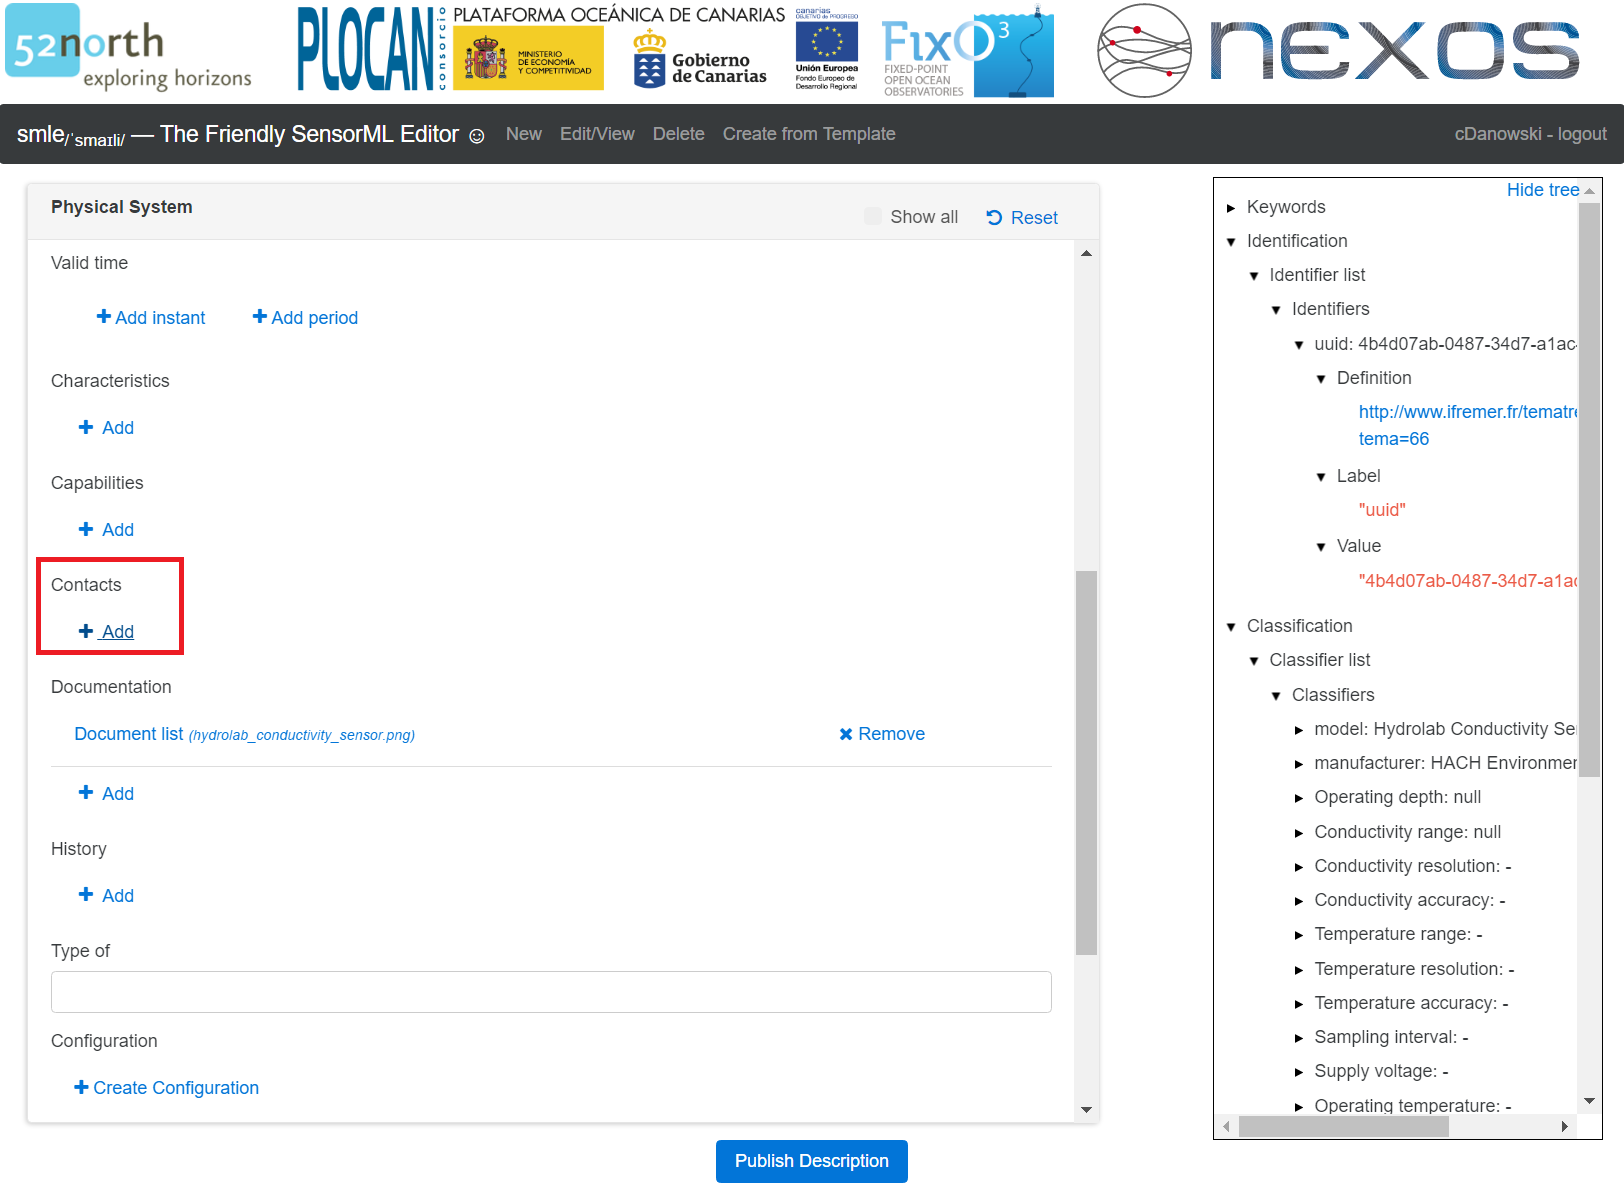 52north
exploring horizons
PLOCAN
consorcio
PLATAFORMA OCEÁNICA DE CANARIAS
MINISTERIO
DE ECONOMÍA
Y COMPETITIVIDAD
Gobierno
de Canarias
canarias
OBJETIVO DE PROGRESO
Unión Europea
Fondo Europeo de
Desarrollo Regional
FixO3
FIXED-POINT
OPEN OCEAN
OBSERVATORIES
nexos
smle/ˈsmaɪli/ — The Friendly SensorML Editor ☺
New
Edit/View
Delete
Create from Template
cDanowski - logout
Physical System
Show all
Reset
Valid time
Add instant
Add period
Characteristics
Add
Capabilities
Add
Contacts
Add
Documentation
Document list (hydrolab_conductivity_sensor.png)
Remove
Add
History
Add
Type of
Configuration
Create Configuration
Publish Description
Hide tree
Keywords
Identification
Identifier list
Identifiers
uuid: 4b4d07ab-0487-34d7-a1ac-
Definition
http://www.ifremer.fr/tematre
tema=66
Label
"uuid"
Value
"4b4d07ab-0487-34d7-a1ac
Classification
Classifier list
Classifiers
model: Hydrolab Conductivity Se
manufacturer: HACH Environmen
Operating depth: null
Conductivity range: null
Conductivity resolution: -
Conductivity accuracy: -
Temperature range: -
Temperature resolution: -
Temperature accuracy: -
Sampling interval: -
Supply voltage: -
Operating temperature: -